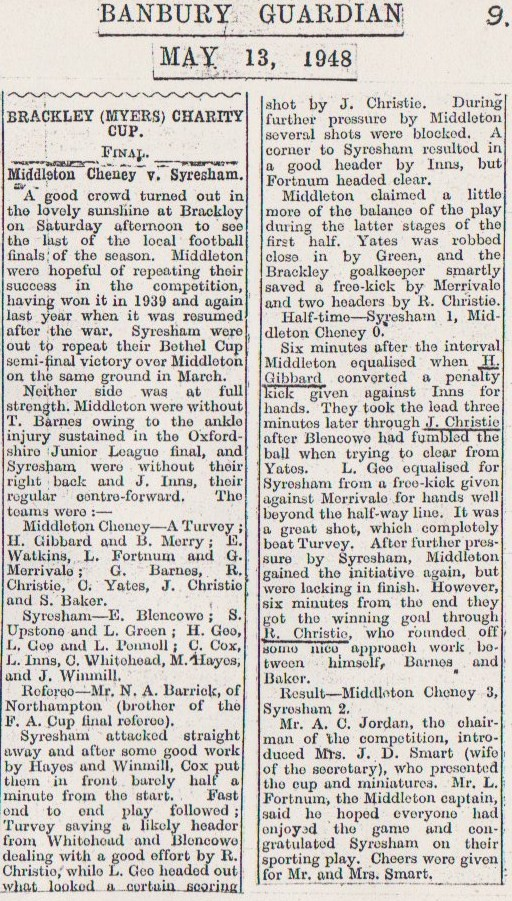 BANBURY GUARDIAN
9.
MAY 13, 1948
BRACKLEY (MYERS) CHARITY
CUP.
FINAL.
Middleton Cheney v. Syresham.
A good crowd turned out in
the lovely sunshine at Brackley
on Saturday afternoon to see
the last of the local football
finals of the season. Middleton
were hopeful of repeating their
success in the competition,
having won it in 1939 and again
last year when it was resumed
after the war. Syresham were
out to repeat their Bethel Cup
semi-final victory over Middleton
on the same ground in March.
Neither side was at full
strength. Middleton were without
T. Barnes owing to the ankle
injury sustained in the Oxford-
shire Junior League final, and
Syresham were without their
right back and J. Inns, their
regular centre-forward. The
teams were :—
Middleton Cheney—A Turvey ;
H. Gibbard and B. Merry ; E.
Watkins, L. Fortnum and G.
Merrivale ; G. Barnes, R.
Christie, C. Yates, J. Christie
and S. Baker.
Syresham—E. Blencowe ; S.
Upstone and L. Green ; H. Gee,
L. Gee and L. Pennell ; C. Cox,
L. Inns, C. Whitehead, M. Hayes,
and J. Winmill.
Referee—Mr. N. A. Barrick, of
Northampton (brother of the
F. A. Cup final referee).
Syresham attacked straight
away and after some good work
by Hayes and Winmill, Cox put
them in front barely half a
minute from the start. Fast
end to end play followed ;
Turvey saving a likely header
from Whitehead and Blencowe
dealing with a good effort by R.
Christie, while L. Gee headed out
what looked a certain scoring
shot by J. Christie. During
further pressure by Middleton
several shots were blocked. A
corner to Syresham resulted in
a good header by Inns, but
Fortnum headed clear.
Middleton claimed a little
more of the balance of the play
during the latter stages of the
first half. Yates was robbed
close in by Green, and the
Brackley goalkeeper smartly
saved a free-kick by Merrivale
and two headers by R. Christie.
Half-time—Syresham 1, Mid-
dleton Cheney 0.
Six minutes after the interval
Middleton equalised when H.
Gibbard converted a penalty
kick given against Inns for
hands. They took the lead three
minutes later through J. Christie
after Blencowe had fumbled the
ball when trying to clear from
Yates. L. Gee equalised for
Syresham from a free-kick given
against Merrivale for hands well
beyond the half-way line. It was
a great shot, which completely
beat Turvey. After further pres-
sure by Syresham, Middleton
gained the initiative again, but
were lacking in finish. However,
six minutes from the end they
got the winning goal through
R. Christie, who rounded off
some nice approach work be-
tween himself, Barnes and
Baker.
Result—Middleton Cheney 3,
Syresham 2.
Mr. A. C. Jordan, the chair-
man of the competition, intro-
duced Mrs. J. D. Smart (wife
of the secretary), who presented
the cup and miniatures. Mr. L.
Fortnum, the Middleton captain,
said he hoped everyone had
enjoyed the game and con-
gratulated Syresham on their
sporting play. Cheers were given
for Mr. and Mrs. Smart.